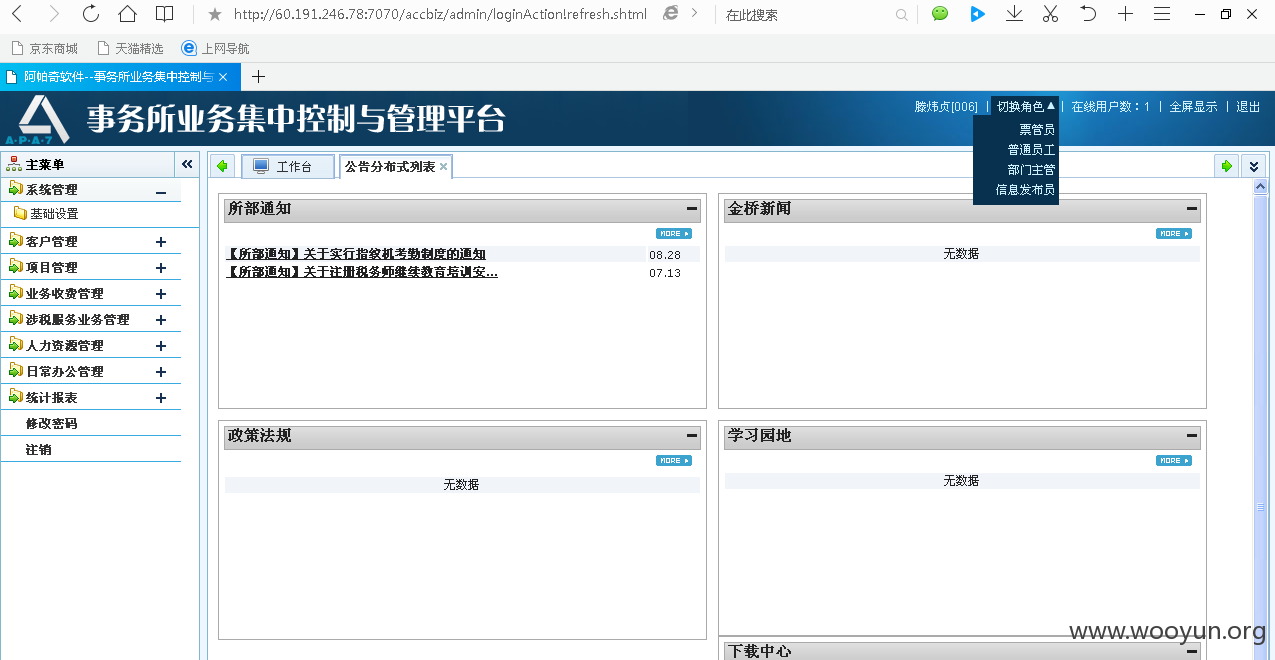 http://60.191.246.78:7070/accbiz/admin/loginAction!refresh.shtml
在此搜索
京东商城
天猫精选
上网导航
阿帕奇软件--事务所业务集中控制与
A·P·A·7
事务所业务集中控制与管理平台
滕炜贞[006] | 切换角色▲ | 在线用户数：1 | 全屏显示 | 退出
票管员
普通员工
部门主管
信息发布员
主菜单
工作台
公告分布式列表
系统管理
基础设置
客户管理
项目管理
业务收费管理
涉税服务业务管理
人力资源管理
日常办公管理
统计报表
修改密码
注销
所部通知
MORE
【所部通知】关于实行指纹机考勤制度的通知 08.28
【所部通知】关于注册税务师继续教育培训安... 07.13
金桥新闻
MORE
无数据
政策法规
MORE
无数据
学习园地
MORE
无数据
下载中心
www.wooyun.org